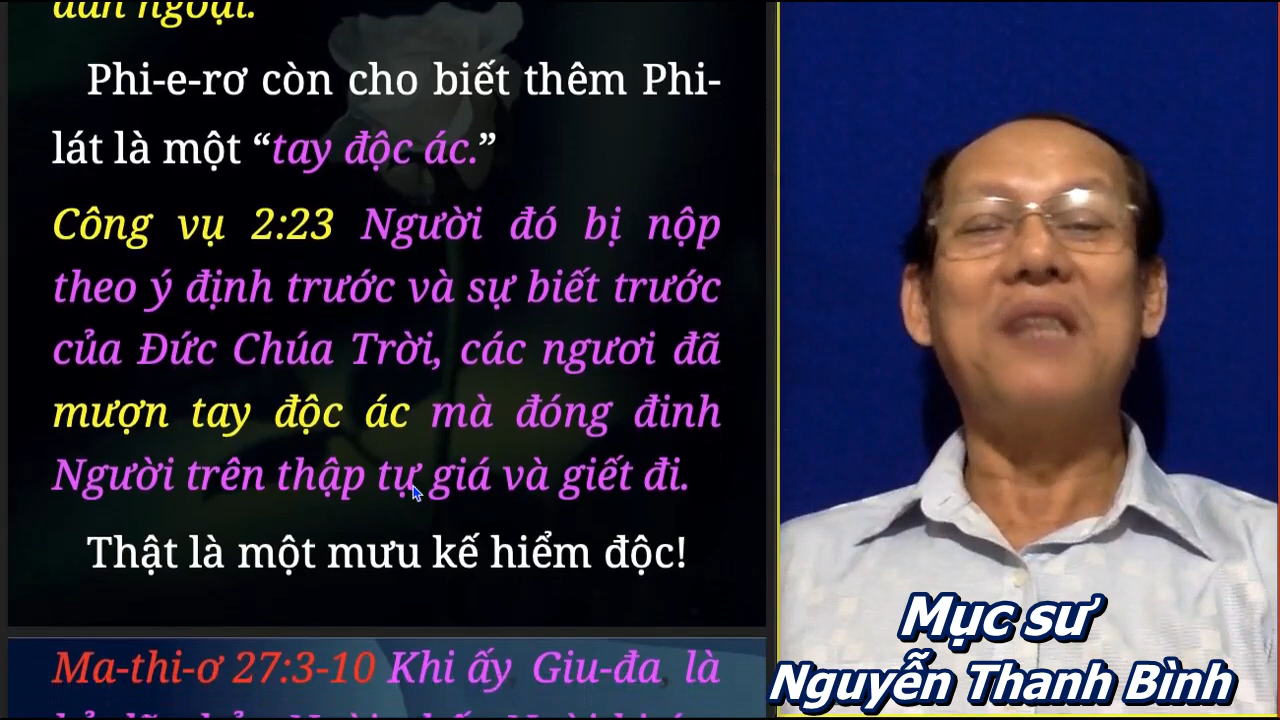 dân ngoại.
Phi-e-rơ còn cho biết thêm Phi-
lát là một “tay độc ác.”
Công vụ 2:23 Người đó bị nộp
theo ý định trước và sự biết trước
của Đức Chúa Trời, các ngươi đã
mượn tay độc ác mà đóng đinh
Người trên thập tự giá và giết đi.
Thật là một mưu kế hiểm độc!
Ma-thi-ơ 27:3-10 Khi ấy Giu-đa, là
Mục sư
Nguyễn Thanh Bình